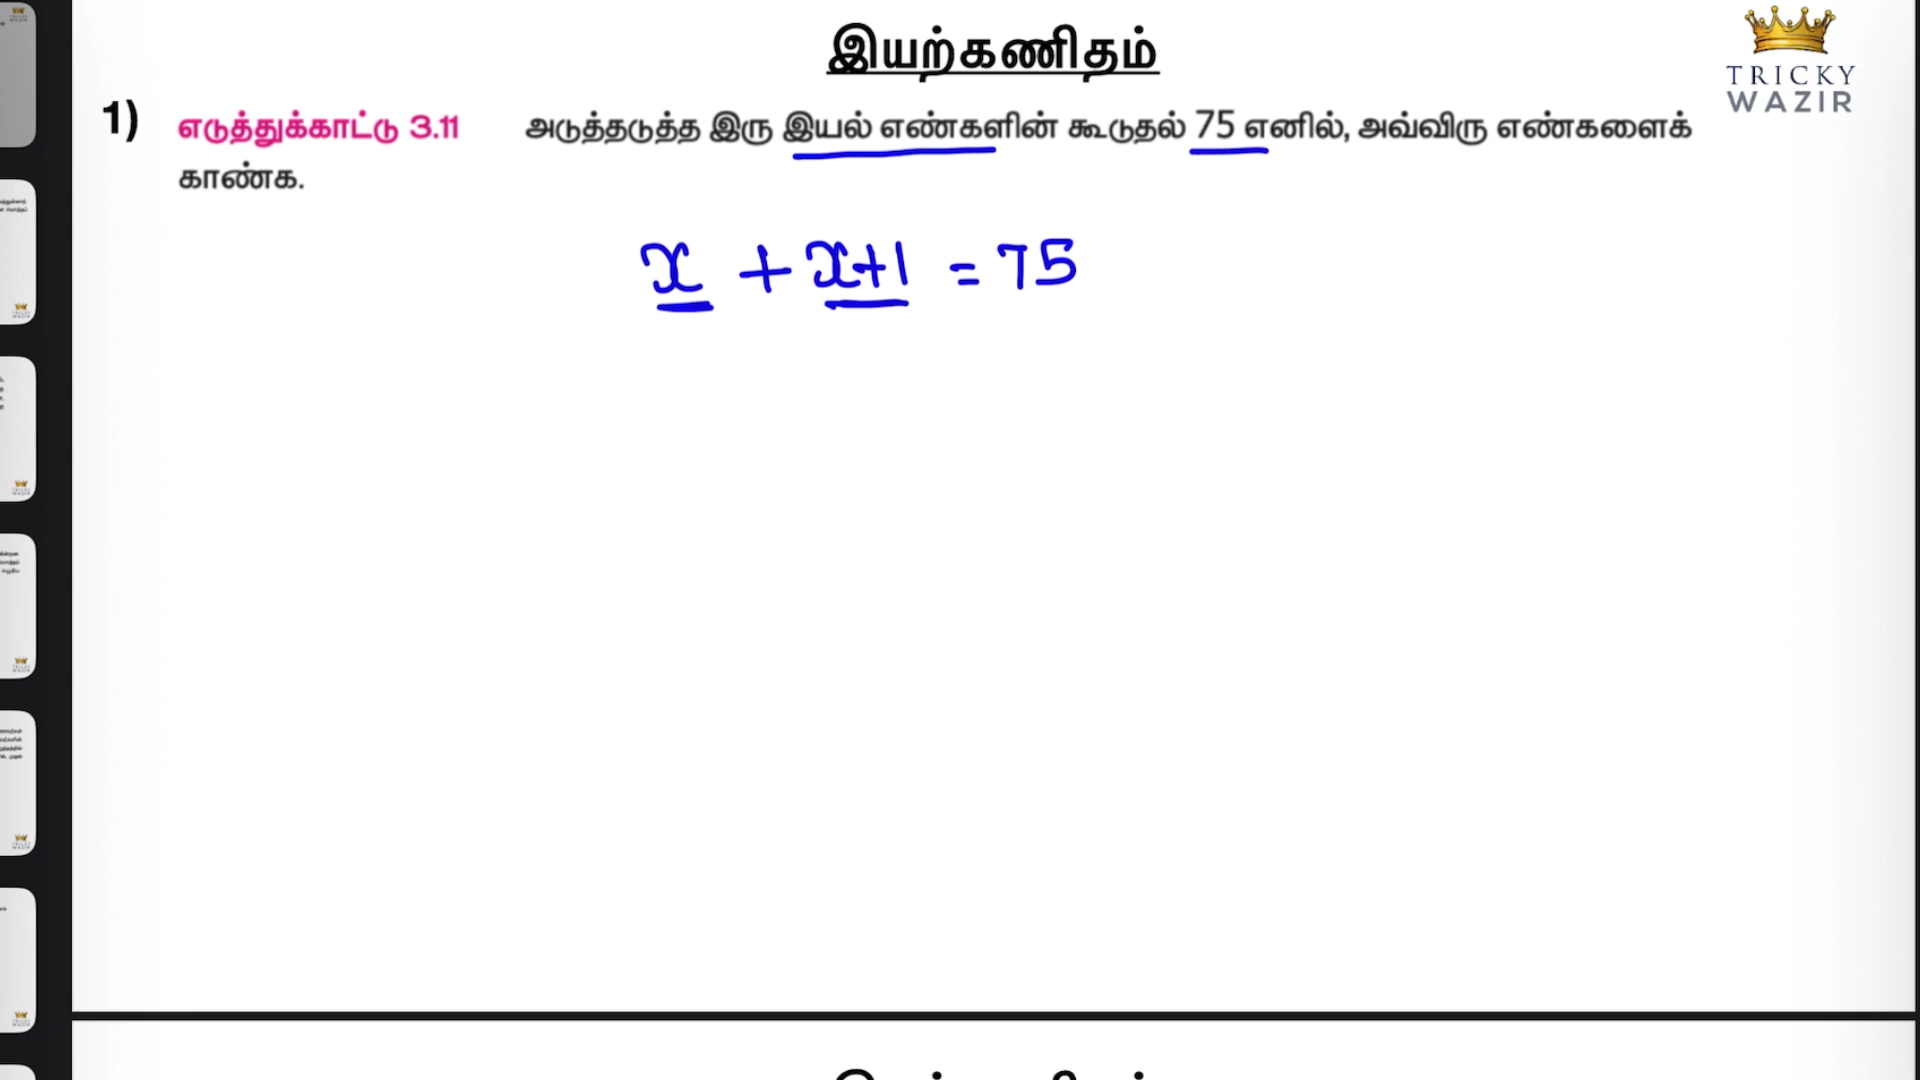 இயற்கணிதம்
TRICKY
WAZIR
1) எடுத்துக்காட்டு 3.11 அடுத்தடுத்த இரு இயல் எண்களின் கூடுதல் 75 எனில், அவ்விரு எண்களைக்
காண்க.
x + x+1 = 75